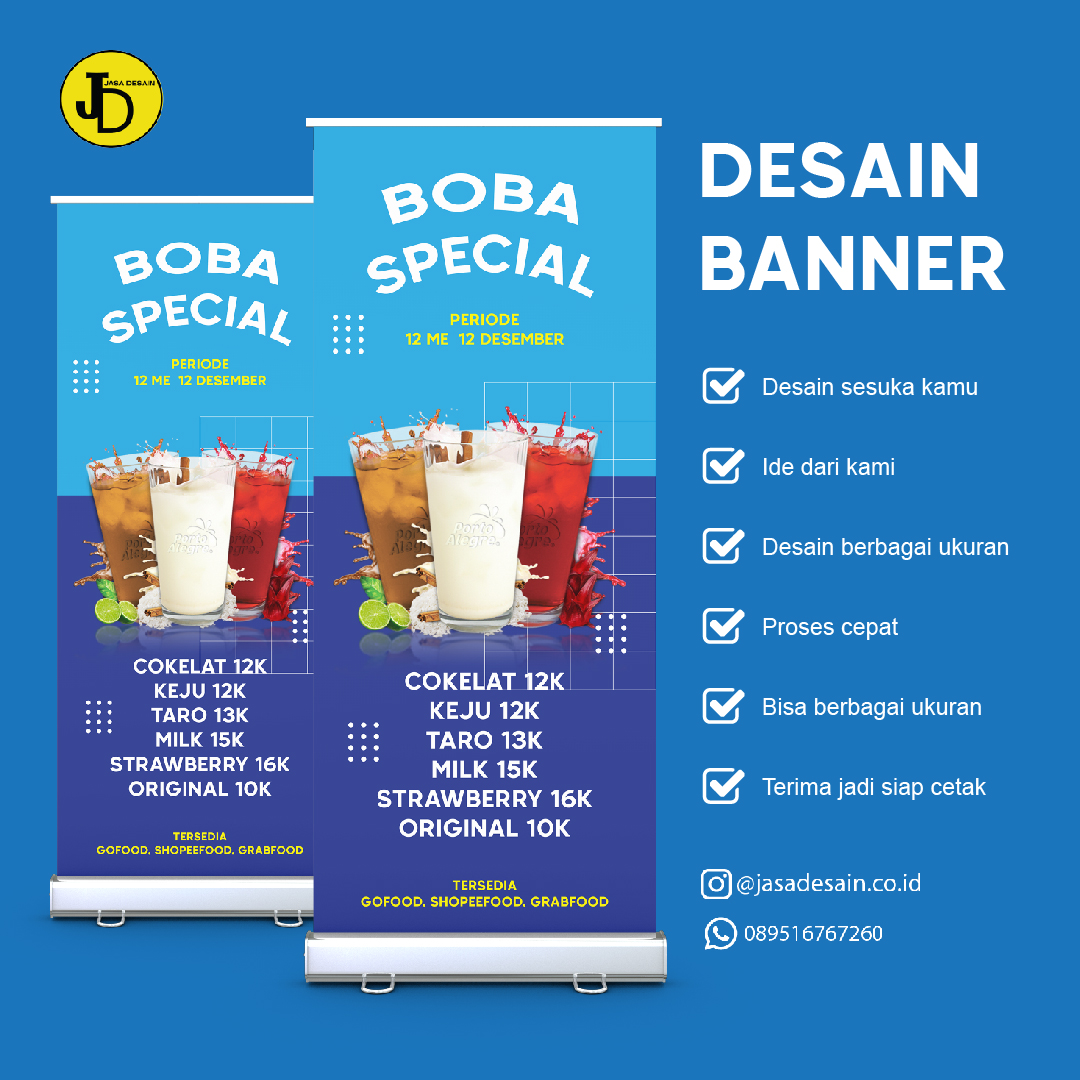 JASA DESAIN
JD
BOBA
SPECIAL
PERIODE
12 ME 12 DESEMBER
COKELAT 12K
KEJU 12K
TARO 13K
MILK 15K
STRAWBERRY 16K
ORIGINAL 10K
TERSEDIA
GOFOOD. SHOPEEFOOD. GRABFOOD
BOBA
SPECIAL
PERIODE
12 ME 12 DESEMBER
Porto
Alegre
COKELAT 12K
KEJU 12K
TARO 13K
MILK 15K
STRAWBERRY 16K
ORIGINAL 10K
TERSEDIA
GOFOOD. SHOPEEFOOD. GRABFOOD
DESAIN
BANNER
Desain sesuka kamu
Ide dari kami
Desain berbagai ukuran
Proses cepat
Bisa berbagai ukuran
Terima jadi siap cetak
@jasadesain.co.id
089516767260